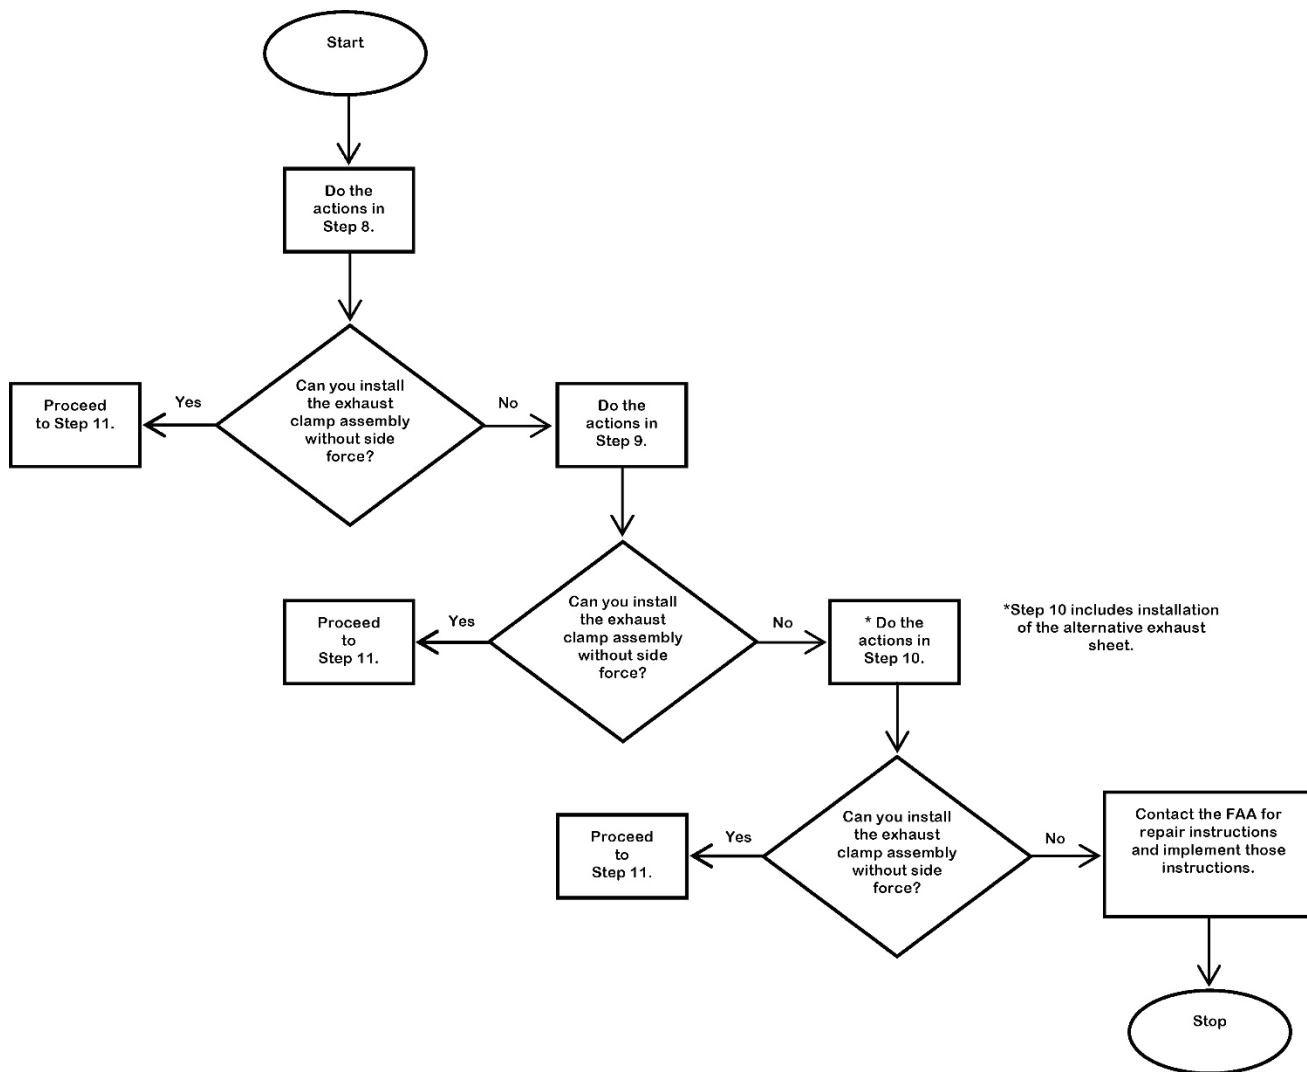 Start
Do the
actions in
Step 8.
Can you install
the exhaust
clamp assembly
without side
force?
Yes
Proceed
to Step 11.
No
Do the
actions in
Step 9.
Can you install
the exhaust
clamp assembly
without side
force?
Yes
Proceed
to
Step 11.
No
* Do the
actions in
Step 10.
*Step 10 includes installation
of the alternative exhaust
sheet.
Can you install
the exhaust
clamp assembly
without side
force?
Yes
Proceed
to
Step 11.
No
Contact the FAA for
repair instructions
and implement those
instructions.
Stop